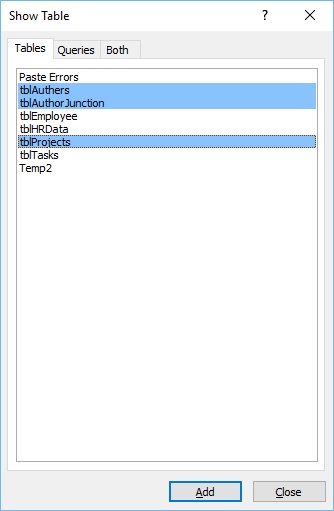 Show Table
?
Tables Queries Both
Paste Errors
tblAuthers
tblAuthorJunction
tblEmployee
tblHRData
tblProjects
tblTasks
Temp2
Add Close